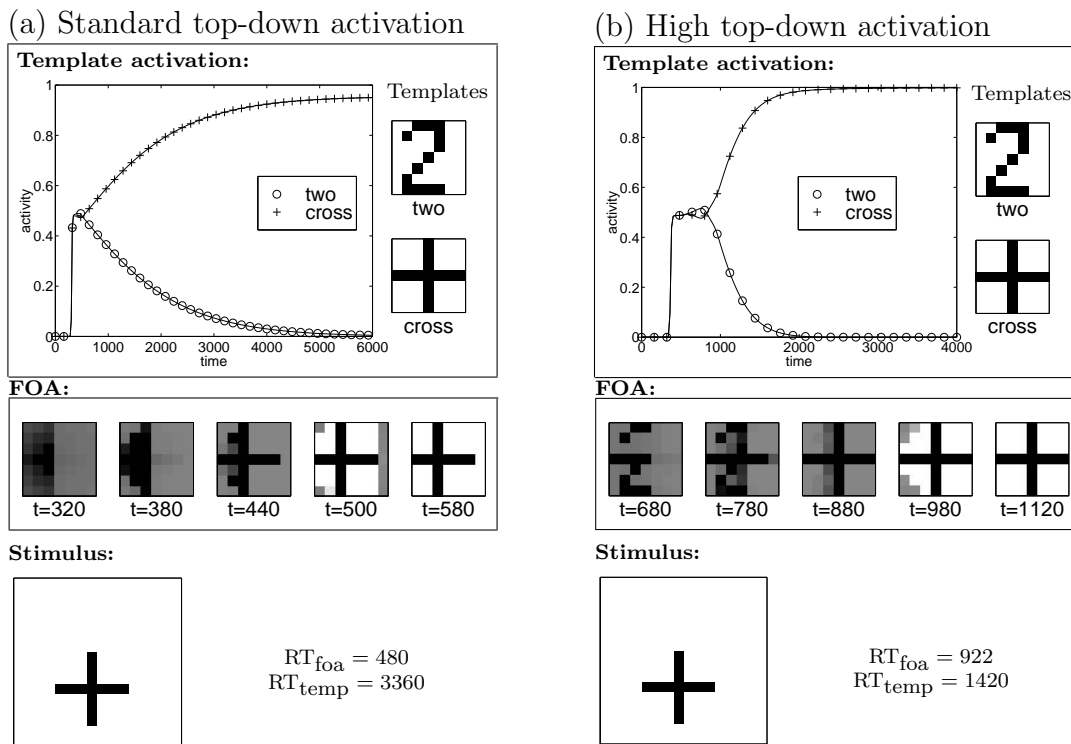 (a) Standard top-down activation
Template activation:
1
0.8
0.6
0.4
0.2
0
activity
0 1000 2000 3000 4000 5000 6000
time
two
cross
Templates
two
cross
FOA:
t=320 t=380 t=440 t=500 t=580
Stimulus:
RTfoa = 480
RTtemp = 3360
(b) High top-down activation
Template activation:
1
0.8
0.6
0.4
0.2
0
activity
0 1000 2000 3000 4000
time
two
cross
Templates
two
cross
FOA:
t=680 t=780 t=880 t=980 t=1120
Stimulus:
RTfoa = 922
RTtemp = 1420